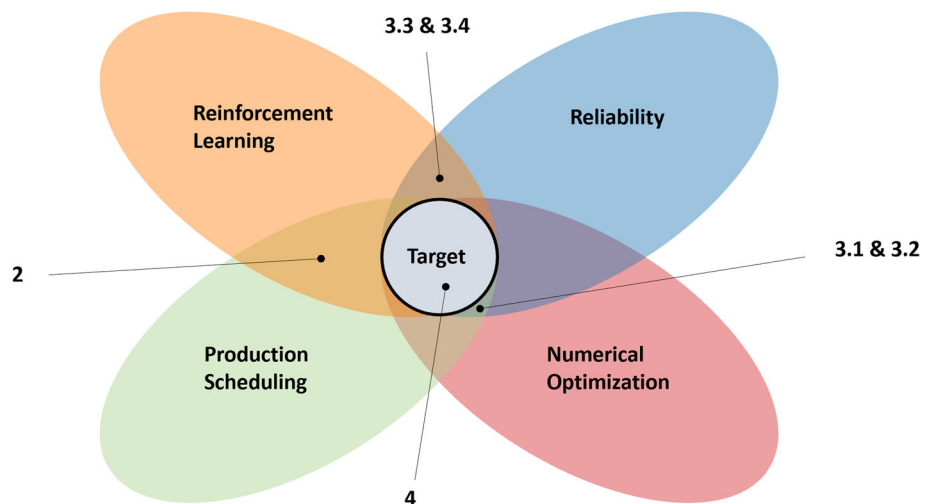 3.3 & 3.4
Reinforcement
Learning
Reliability
Target
3.1 & 3.2
2
Production
Scheduling
Numerical
Optimization
4